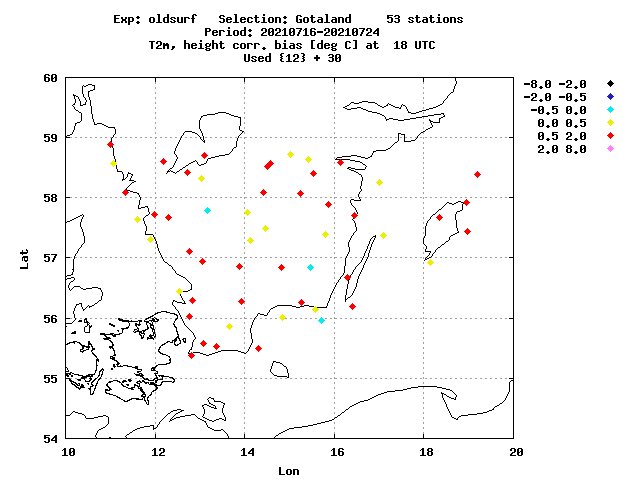 Exp: oldsurf   Selection: Gotaland     53 stations
Period: 20210716-20210724
T2m, height corr. bias [deg C] at  18 UTC
Used {12} + 30
-8.0 -2.0
-2.0 -0.5
-0.5 0.0
0.0 0.5
0.5 2.0
2.0 8.0
60
59
58
57
56
55
54
Lat
10 12 14 16 18 20
Lon